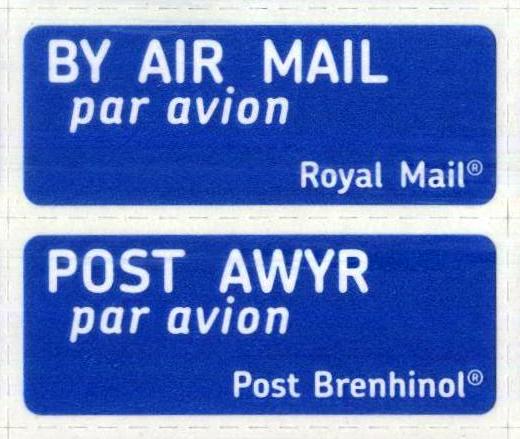 BY AIR MAIL
par avion
Royal Mail®
POST AWYR
par avion
Post Brenhinol®